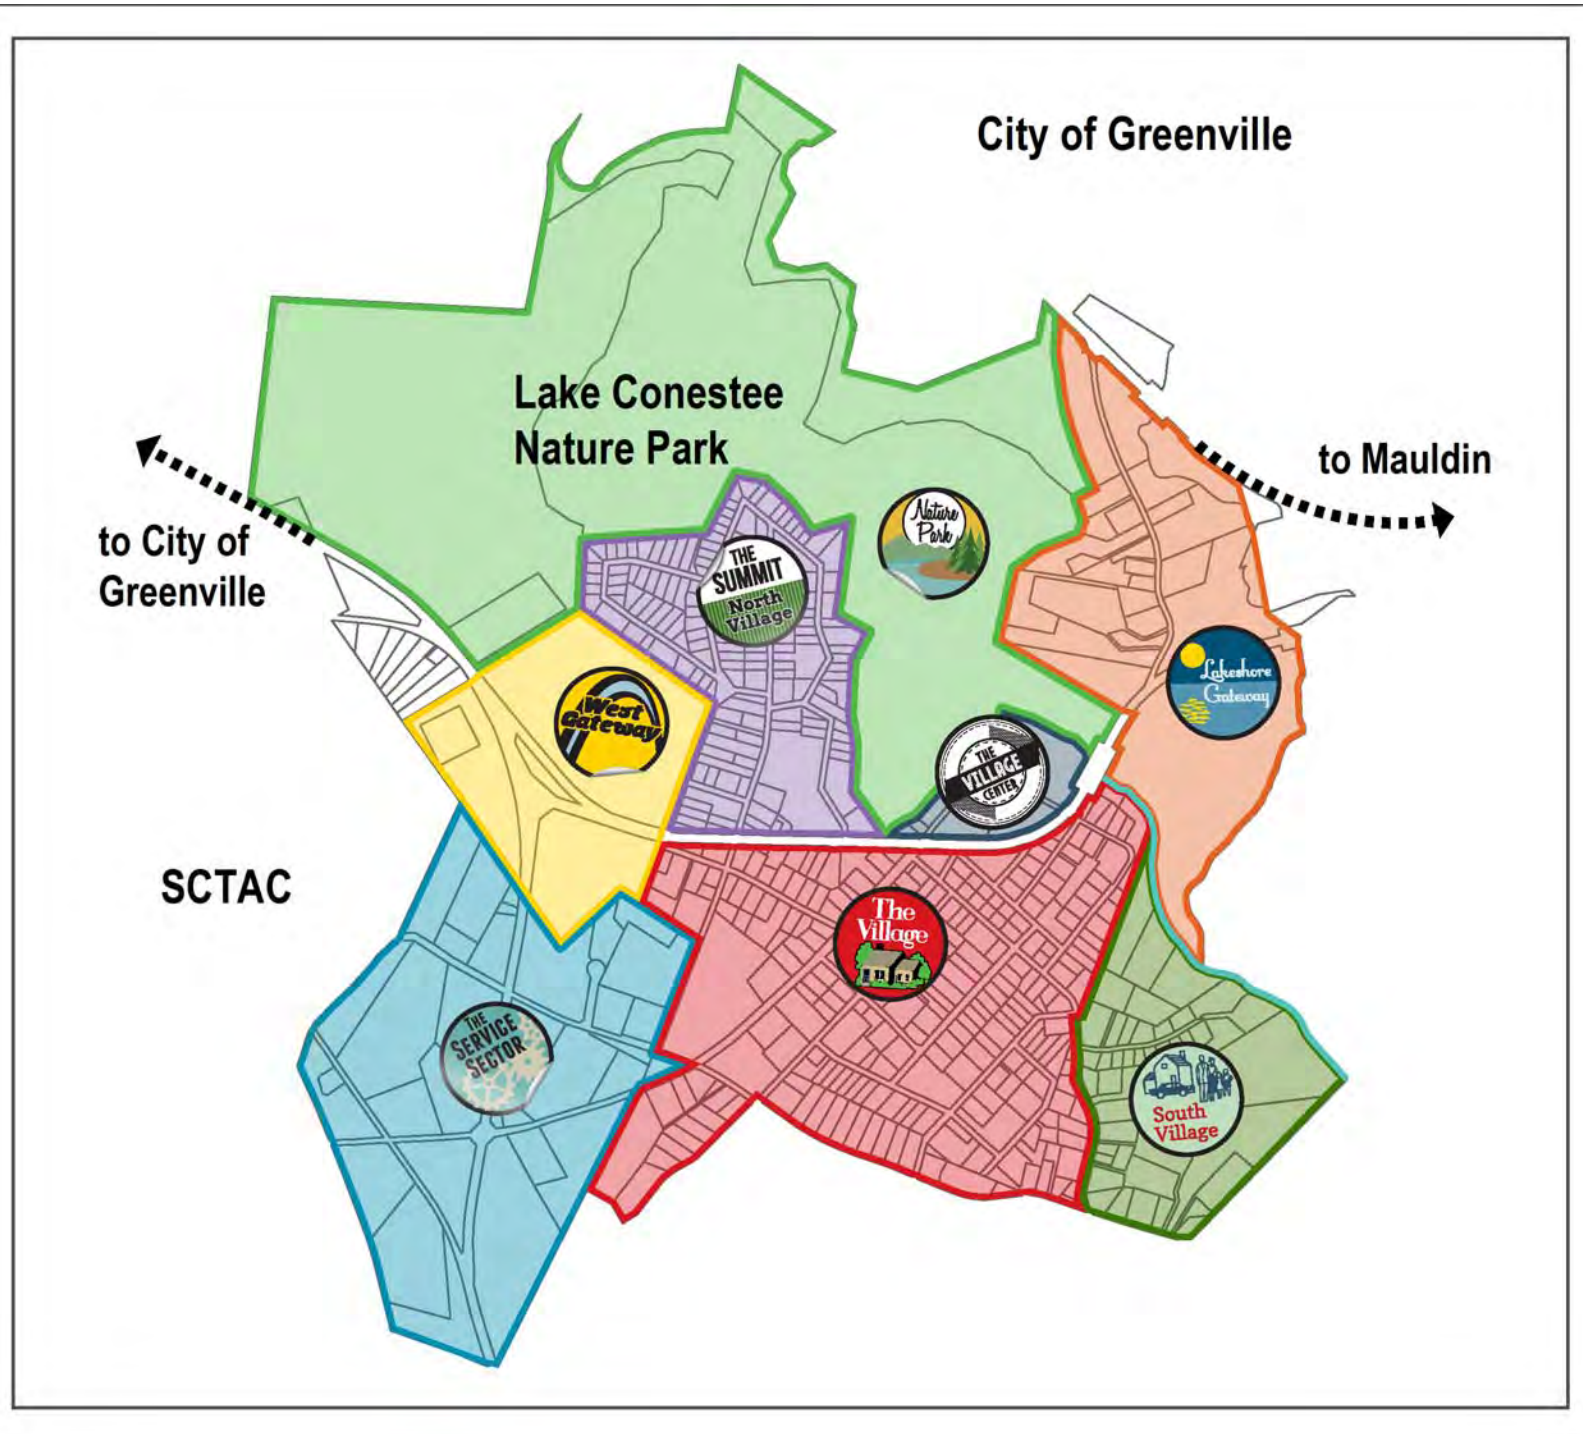 City of Greenville
Lake Conestee
Nature Park
to Mauldin
to City of
Greenville
Nature
Park
THE
SUMMIT
North
Village
Lakeshore
Gateway
West
Gateway
THE
VILLAGE
CENTER
SCTAC
The
Village
THE
SERVICE
SECTOR
South
Village